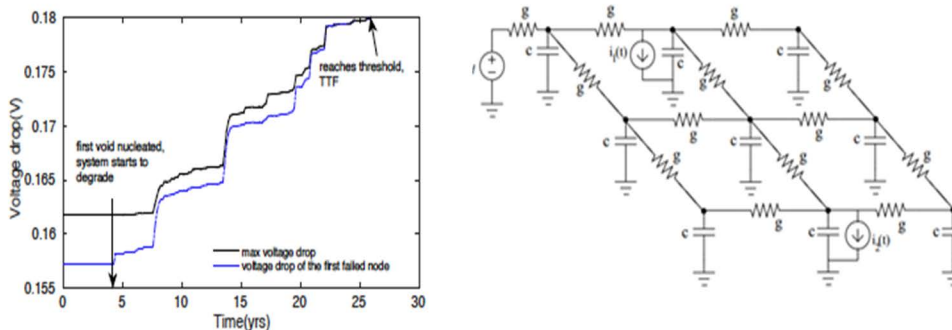 0.18
0.175
0.17
0.165
0.16
0.155
Voltage drop(V)
reaches threshold,
TTF
first void nucleated,
system starts to
degrade
max voltage drop
voltage drop of the first failed node
0 5 10 15 20 25 30
Time(yrs)
g g g
c i₁(t) c c
g g g
g g
c c c
g g g
g g
c c i₂(t) c